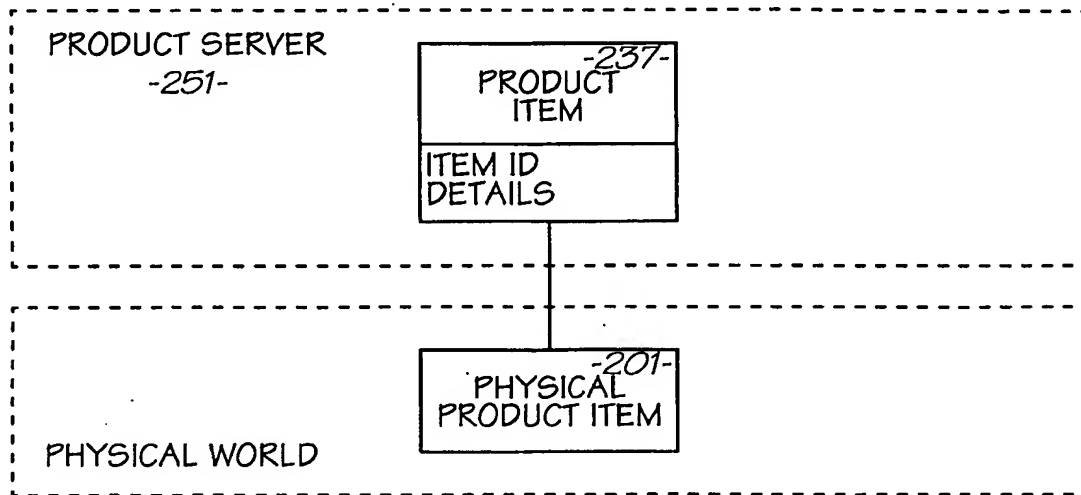 PRODUCT SERVER
-251-
-237-
PRODUCT
ITEM
ITEM ID
DETAILS
-201-
PHYSICAL
PRODUCT ITEM
PHYSICAL WORLD